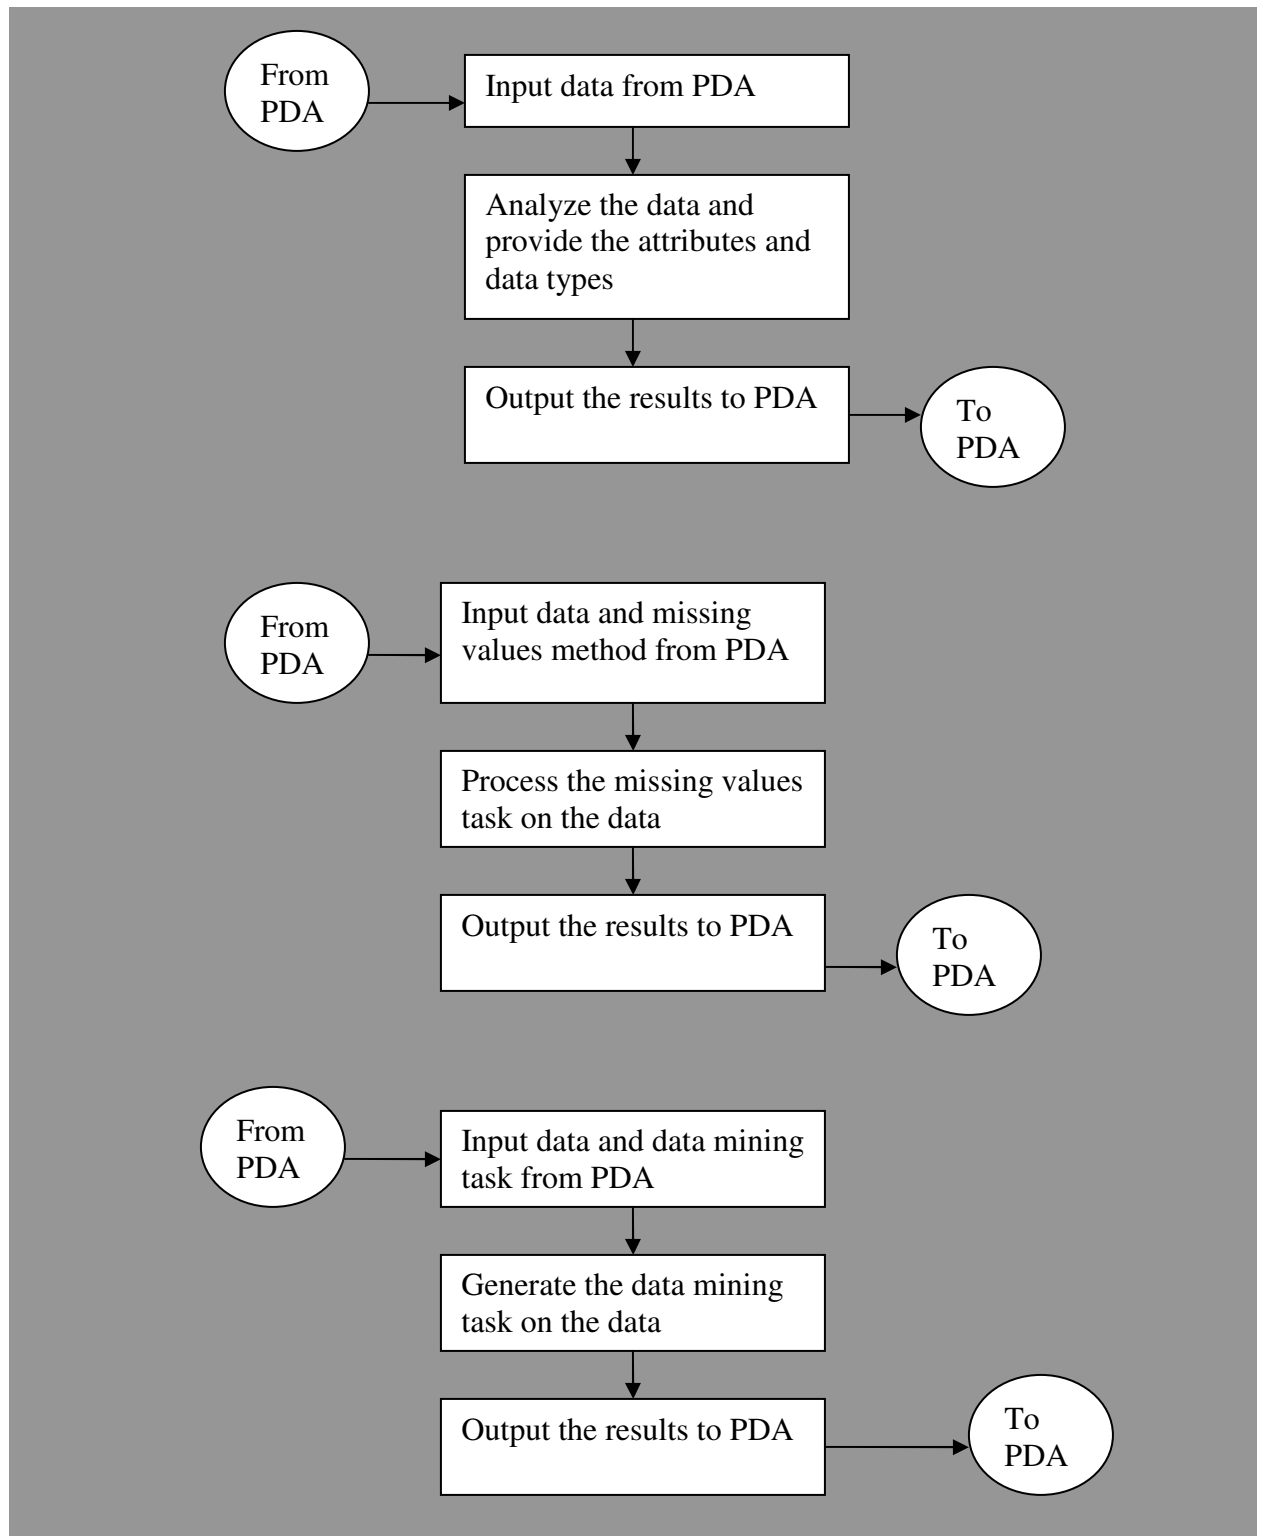 From
PDA
Input data from PDA
Analyze the data and
provide the attributes and
data types
Output the results to PDA
To
PDA
From
PDA
Input data and missing
values method from PDA
Process the missing values
task on the data
Output the results to PDA
To
PDA
From
PDA
Input data and data mining
task from PDA
Generate the data mining
task on the data
Output the results to PDA
To
PDA